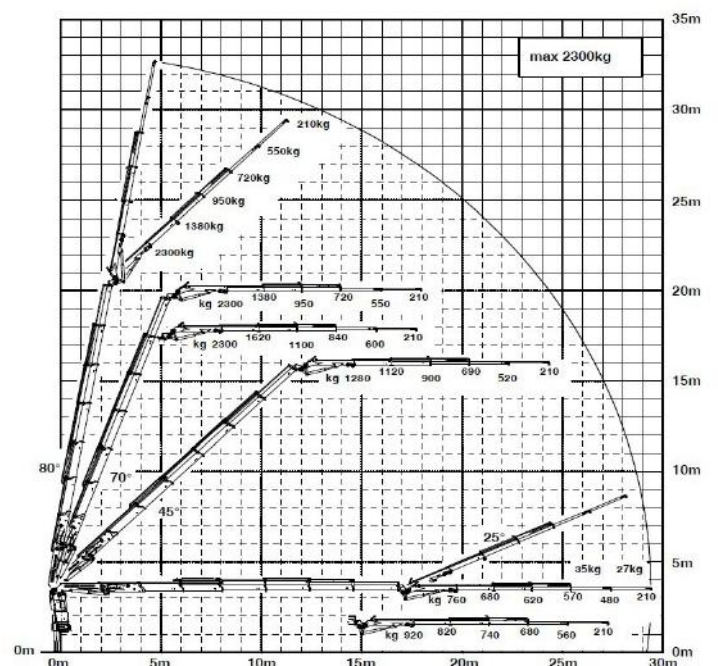 35m
max 2300kg
30m
210kg
550kg
720kg
950kg
25m
1380kg
2300kg
20m
kg 2300 1380 950 720 550 210
kg 2300 1620 1100 840 600 210
kg 1280 1120 900 690 520 210
15m
80°
70°
10m
45°
25°
5m
35kg 27kg
kg 760 680 620 570 480 210
kg 920 820 740 680 560 210
0m 0m
0m 5m 10m 15m 20m 25m 30m